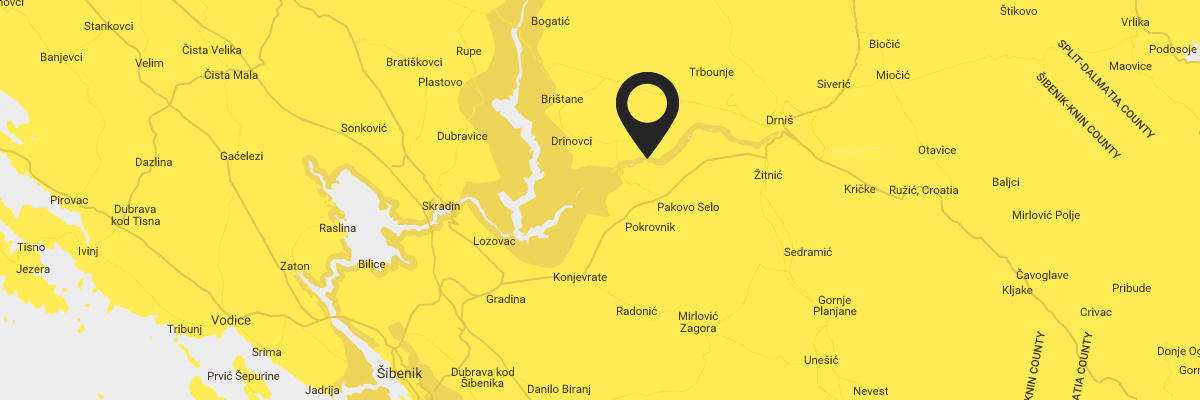 Bogatić
Štikovo
Vrlika
Stankovci
Čista Velika
Rupe
Biočić
Podosoje
Banjevci
Velim
Bratiškovci
Maovice
Čista Mala
Plastovo
Trbounje
Siverić
Miočić
SPLIT-DALMATIA COUNTY
ŠIBENIK-KNIN COUNTY
Brištane
Sonković
Dubravice
Drinovci
Drniš
Dazlina
Gaćelezi
Otavice
Žitnić
Baljci
Kričke
Ružić, Croatia
Pirovac
Dubrava
kod Tisna
Skradin
Pakovo Selo
Mirlović Polje
Raslina
Pokrovnik
Tisno
Ivinj
Lozovac
Sedramić
Jezera
Zaton
Bilice
Konjevrate
Čavoglave
Kljake
Pribude
Gradina
Gornje
Planjane
Radonić
Mirlović
Zagora
Crivac
Vodice
Tribunj
Srima
Unešić
Donje Og
KNIN COUNTY
ATIA COUNTY
Prvić Šepurine
Šibenik
Dubrava kod
Šibenika
Gorn
Jadrija
Danilo Biranj
Nevest